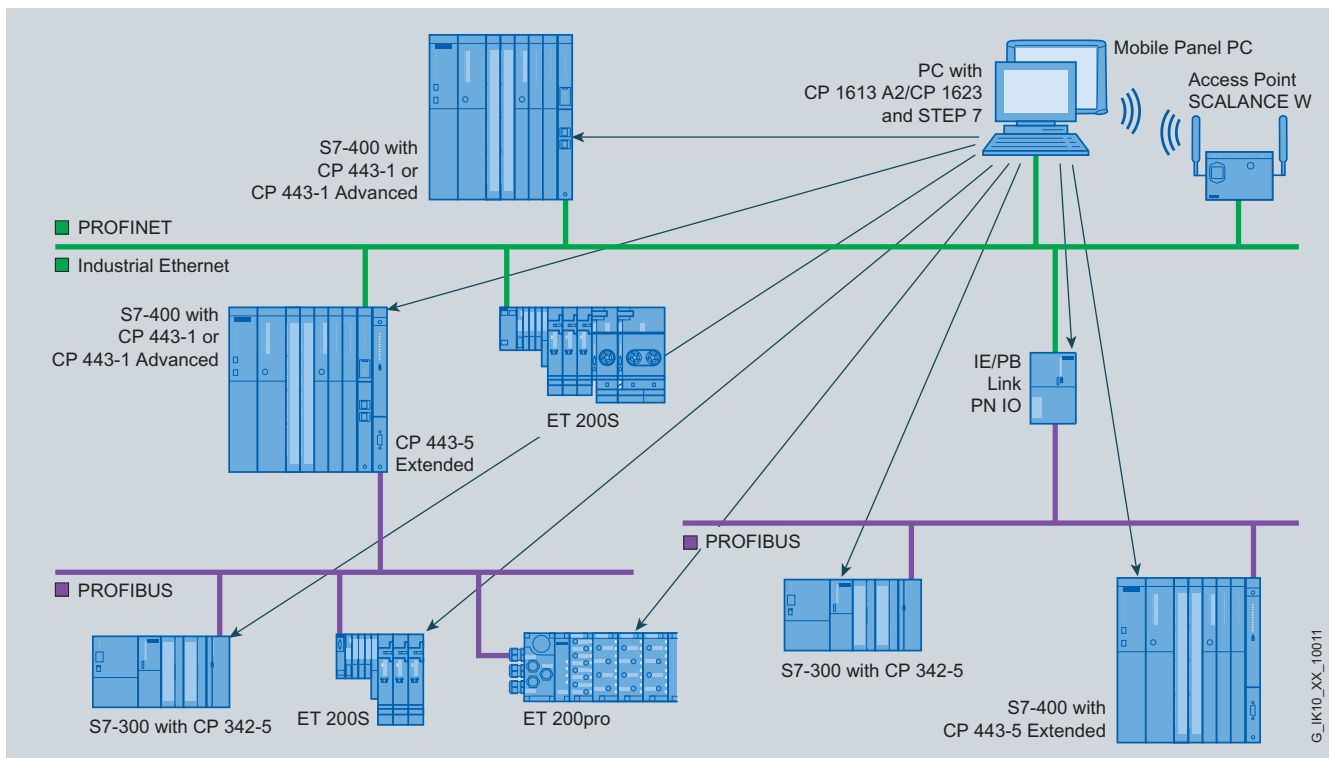 Mobile Panel PC
PC with
CP 1613 A2/CP 1623
and STEP 7
Access Point
SCALANCE W
S7-400 with
CP 443-1 or
CP 443-1 Advanced
PROFINET
Industrial Ethernet
S7-400 with
CP 443-1 or
CP 443-1 Advanced
ET 200S
IE/PB
Link
PN IO
CP 443-5
Extended
PROFIBUS
PROFIBUS
S7-300 with CP 342-5
ET 200S
ET 200pro
S7-300 with CP 342-5
S7-400 with
CP 443-5 Extended
G_IK10_XX_10011